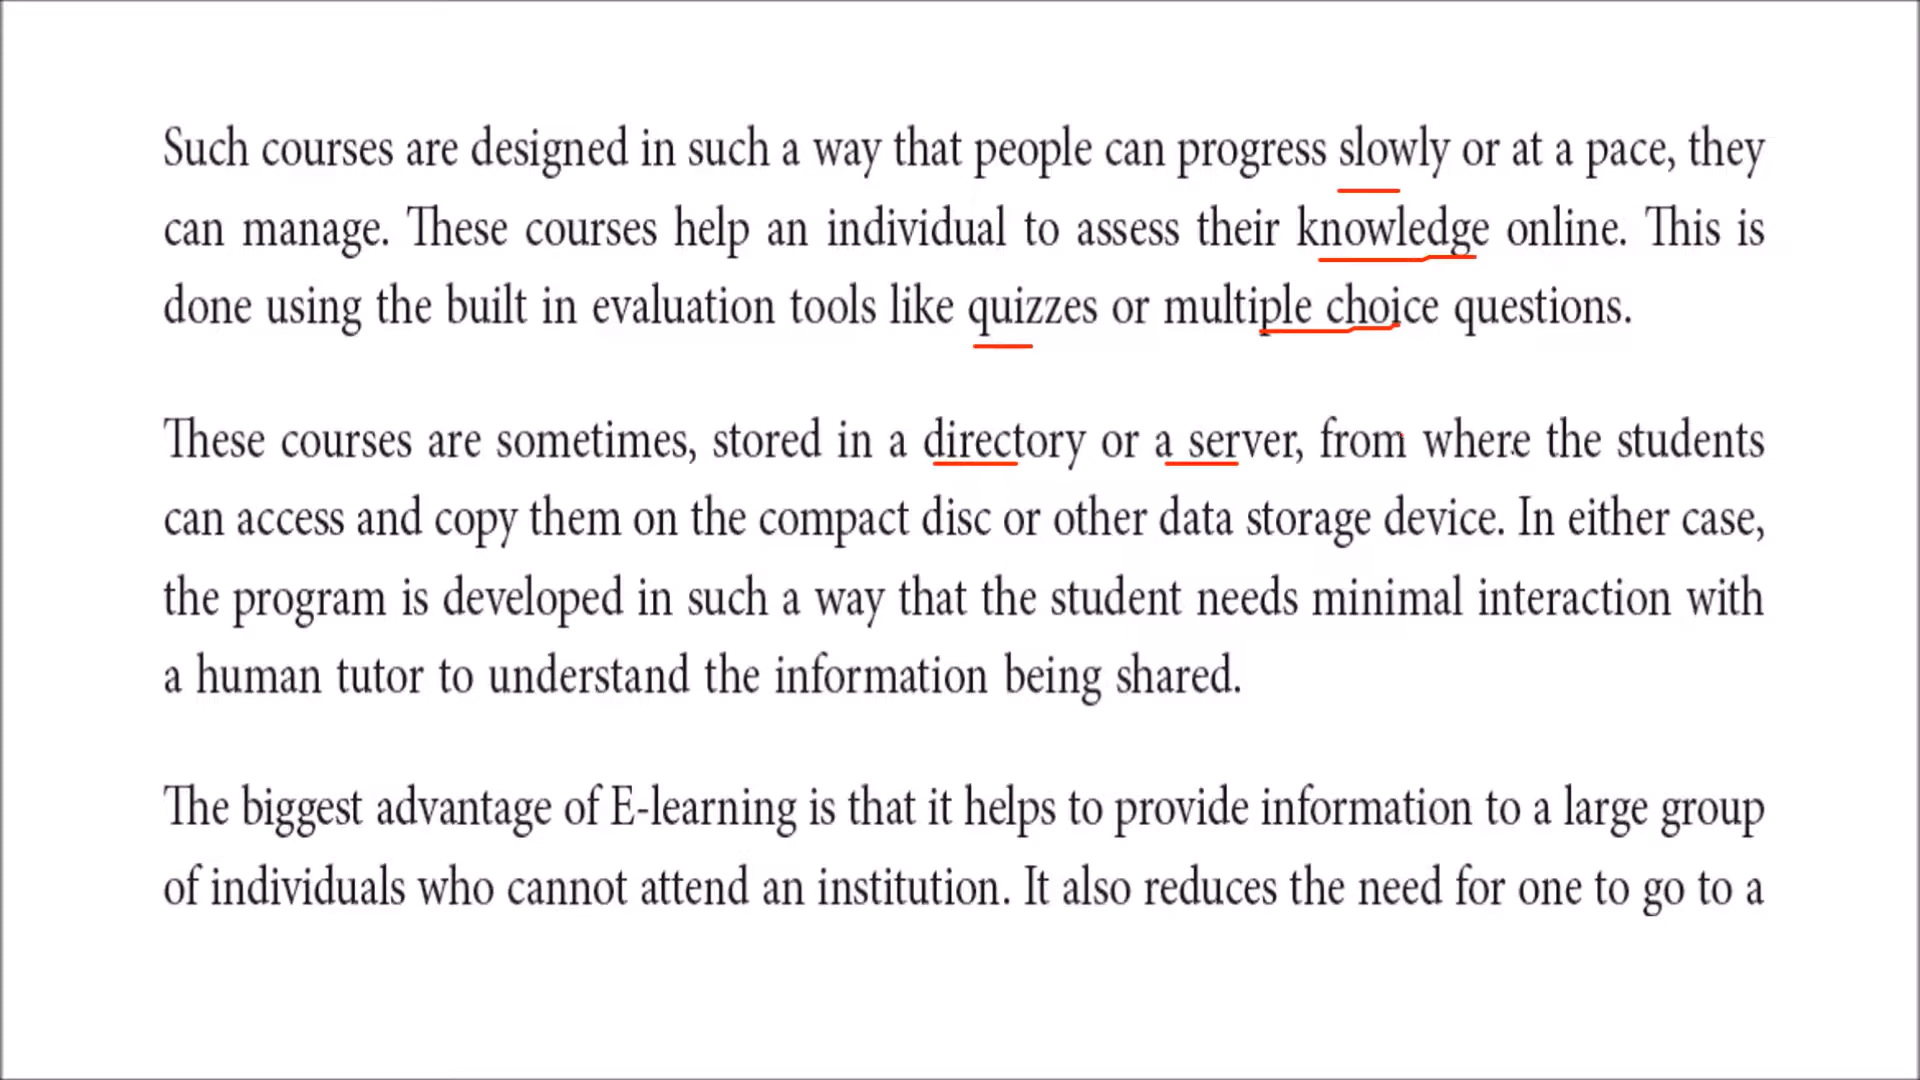 Such courses are designed in such a way that people can progress slowly or at a pace, they
can manage. These courses help an individual to assess their knowledge online. This is
done using the built in evaluation tools like quizzes or multiple choice questions.
These courses are sometimes, stored in a directory or a server, from where the students
can access and copy them on the compact disc or other data storage device. In either case,
the program is developed in such a way that the student needs minimal interaction with
a human tutor to understand the information being shared.
The biggest advantage of E-learning is that it helps to provide information to a large group
of individuals who cannot attend an institution. It also reduces the need for one to go to a